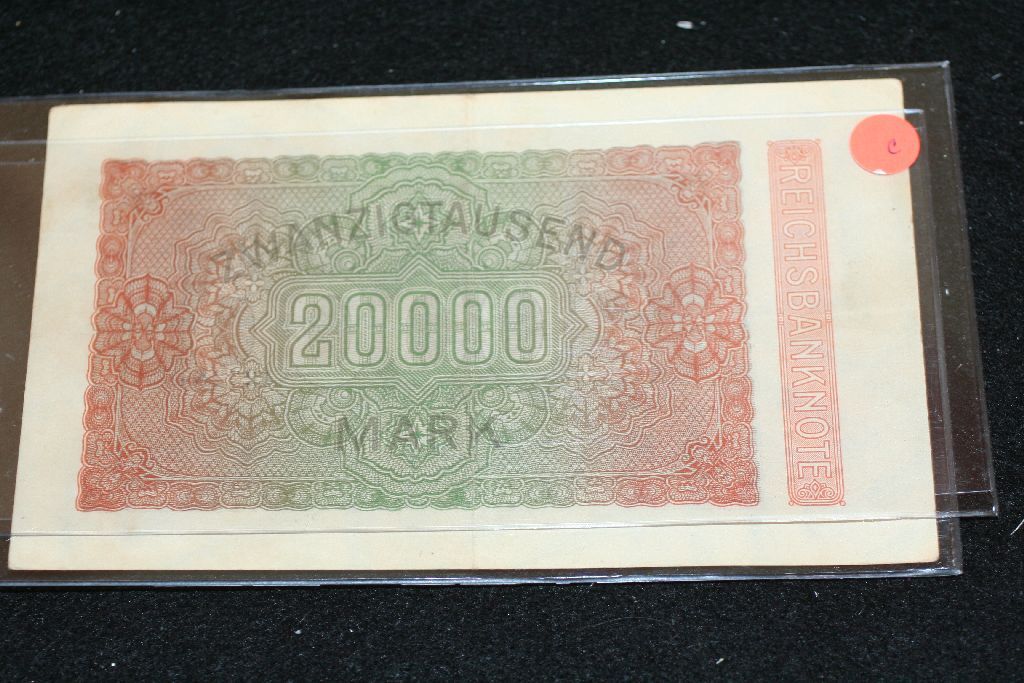 ZWANZIGTAUSEND
20000
MARK
REICHSBANKNOTE
c